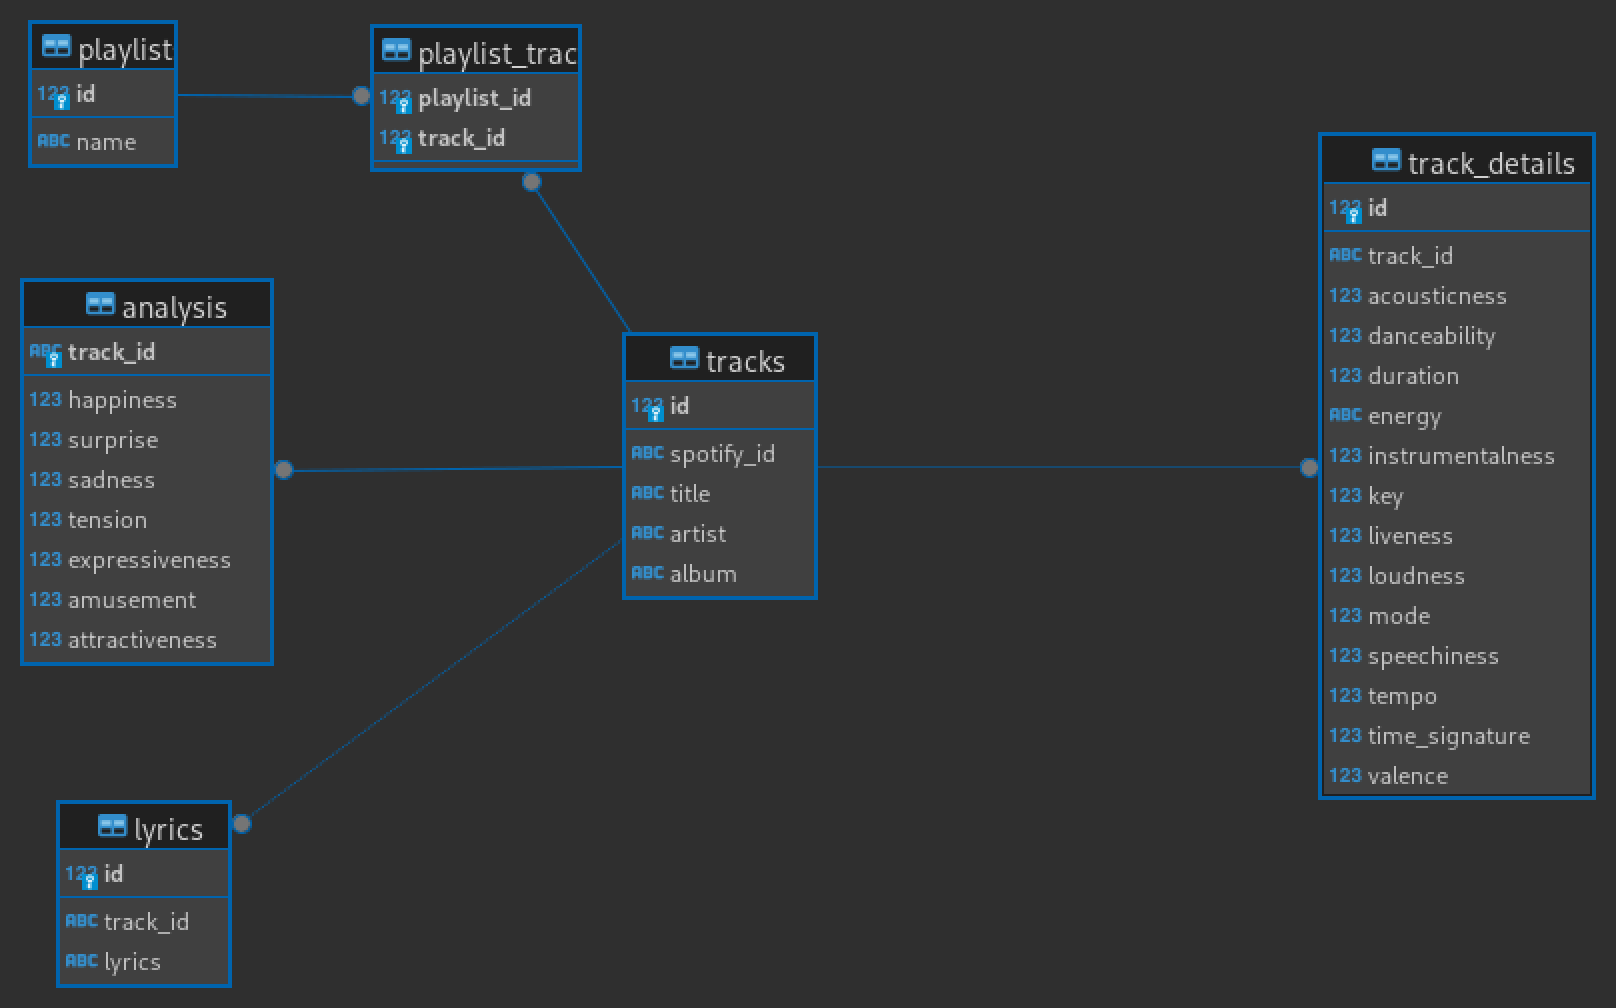 playlist
123 id
ABC name
playlist_trac
123 playlist_id
123 track_id
analysis
ABC track_id
123 happiness
123 surprise
123 sadness
123 tension
123 expressiveness
123 amusement
123 attractiveness
tracks
123 id
ABC spotify_id
ABC title
ABC artist
ABC album
track_details
123 id
ABC track_id
123 acousticness
123 danceability
123 duration
ABC energy
123 instrumentalness
123 key
123 liveness
123 loudness
123 mode
123 speechiness
123 tempo
123 time_signature
123 valence
lyrics
123 id
ABC track_id
ABC lyrics